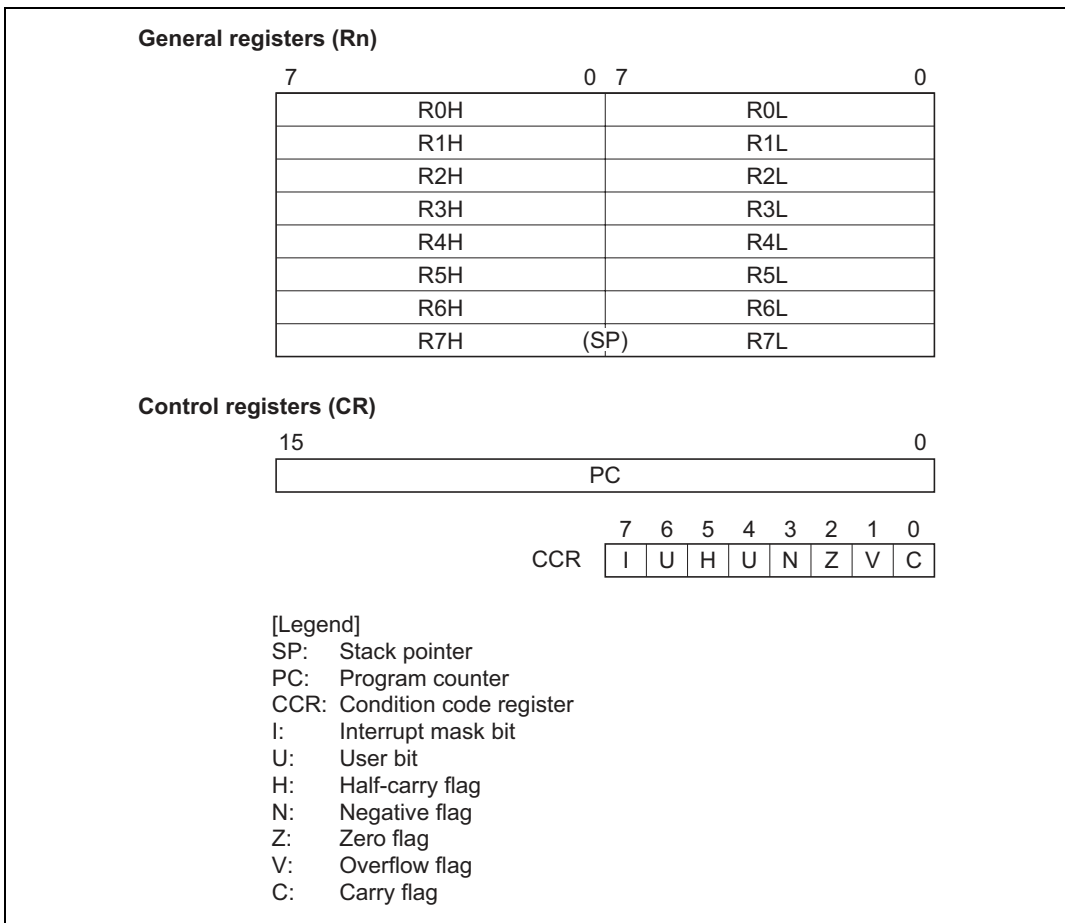 General registers (Rn)
7 0 7 0
R0H R0L
R1H R1L
R2H R2L
R3H R3L
R4H R4L
R5H R5L
R6H R6L
R7H (SP) R7L
Control registers (CR)
15 0
PC
7 6 5 4 3 2 1 0
CCR I U H U N Z V C
[Legend]
SP: Stack pointer
PC: Program counter
CCR: Condition code register
I: Interrupt mask bit
U: User bit
H: Half-carry flag
N: Negative flag
Z: Zero flag
V: Overflow flag
C: Carry flag